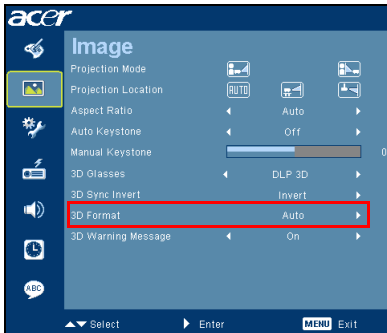 acer
Image
Projection Mode
Projection Location AUTO
Aspect Ratio Auto
Auto Keystone Off
Manual Keystone 0
3D Glasses DLP 3D
3D Sync Invert Invert
3D Format Auto
3D Warning Message On
ABC
Select Enter MENU Exit